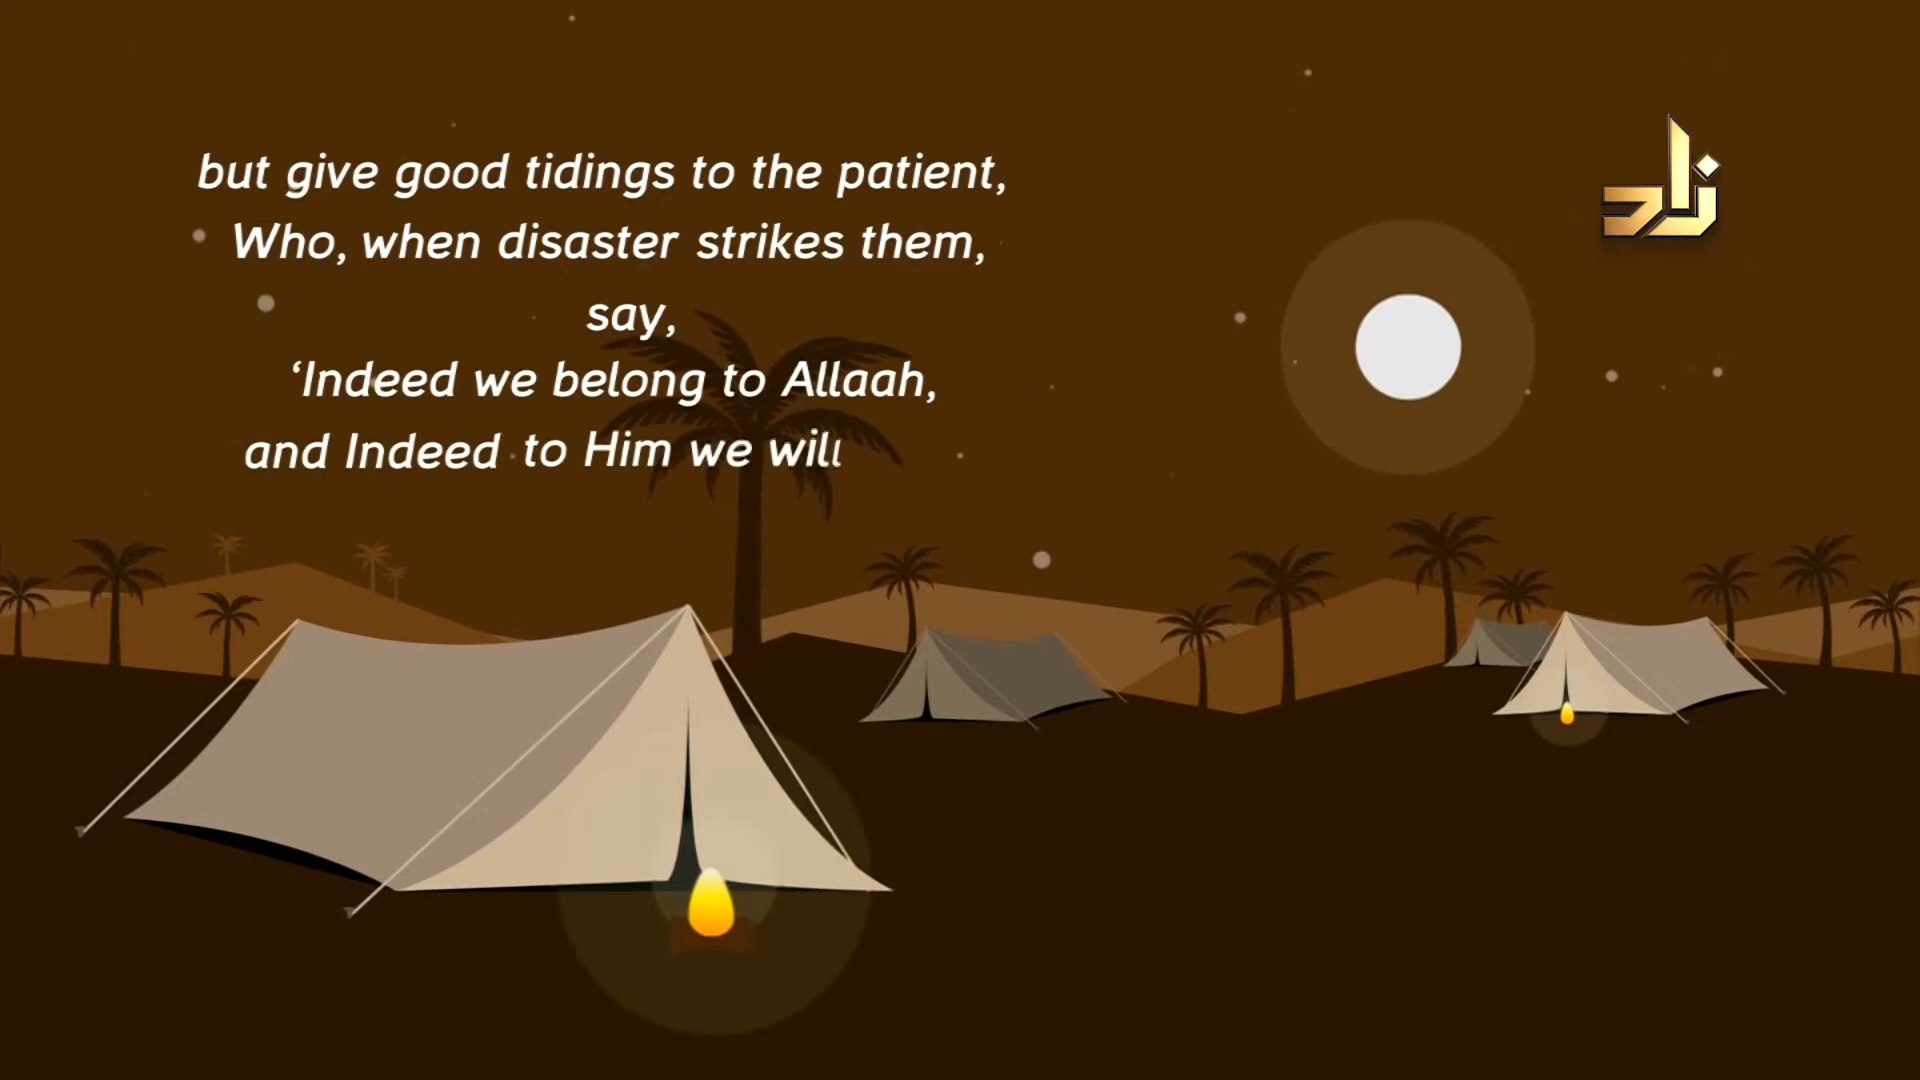 but give good tidings to the patient,
Who, when disaster strikes them,
say,
‘Indeed we belong to Allaah,
and Indeed to Him we will
زاد